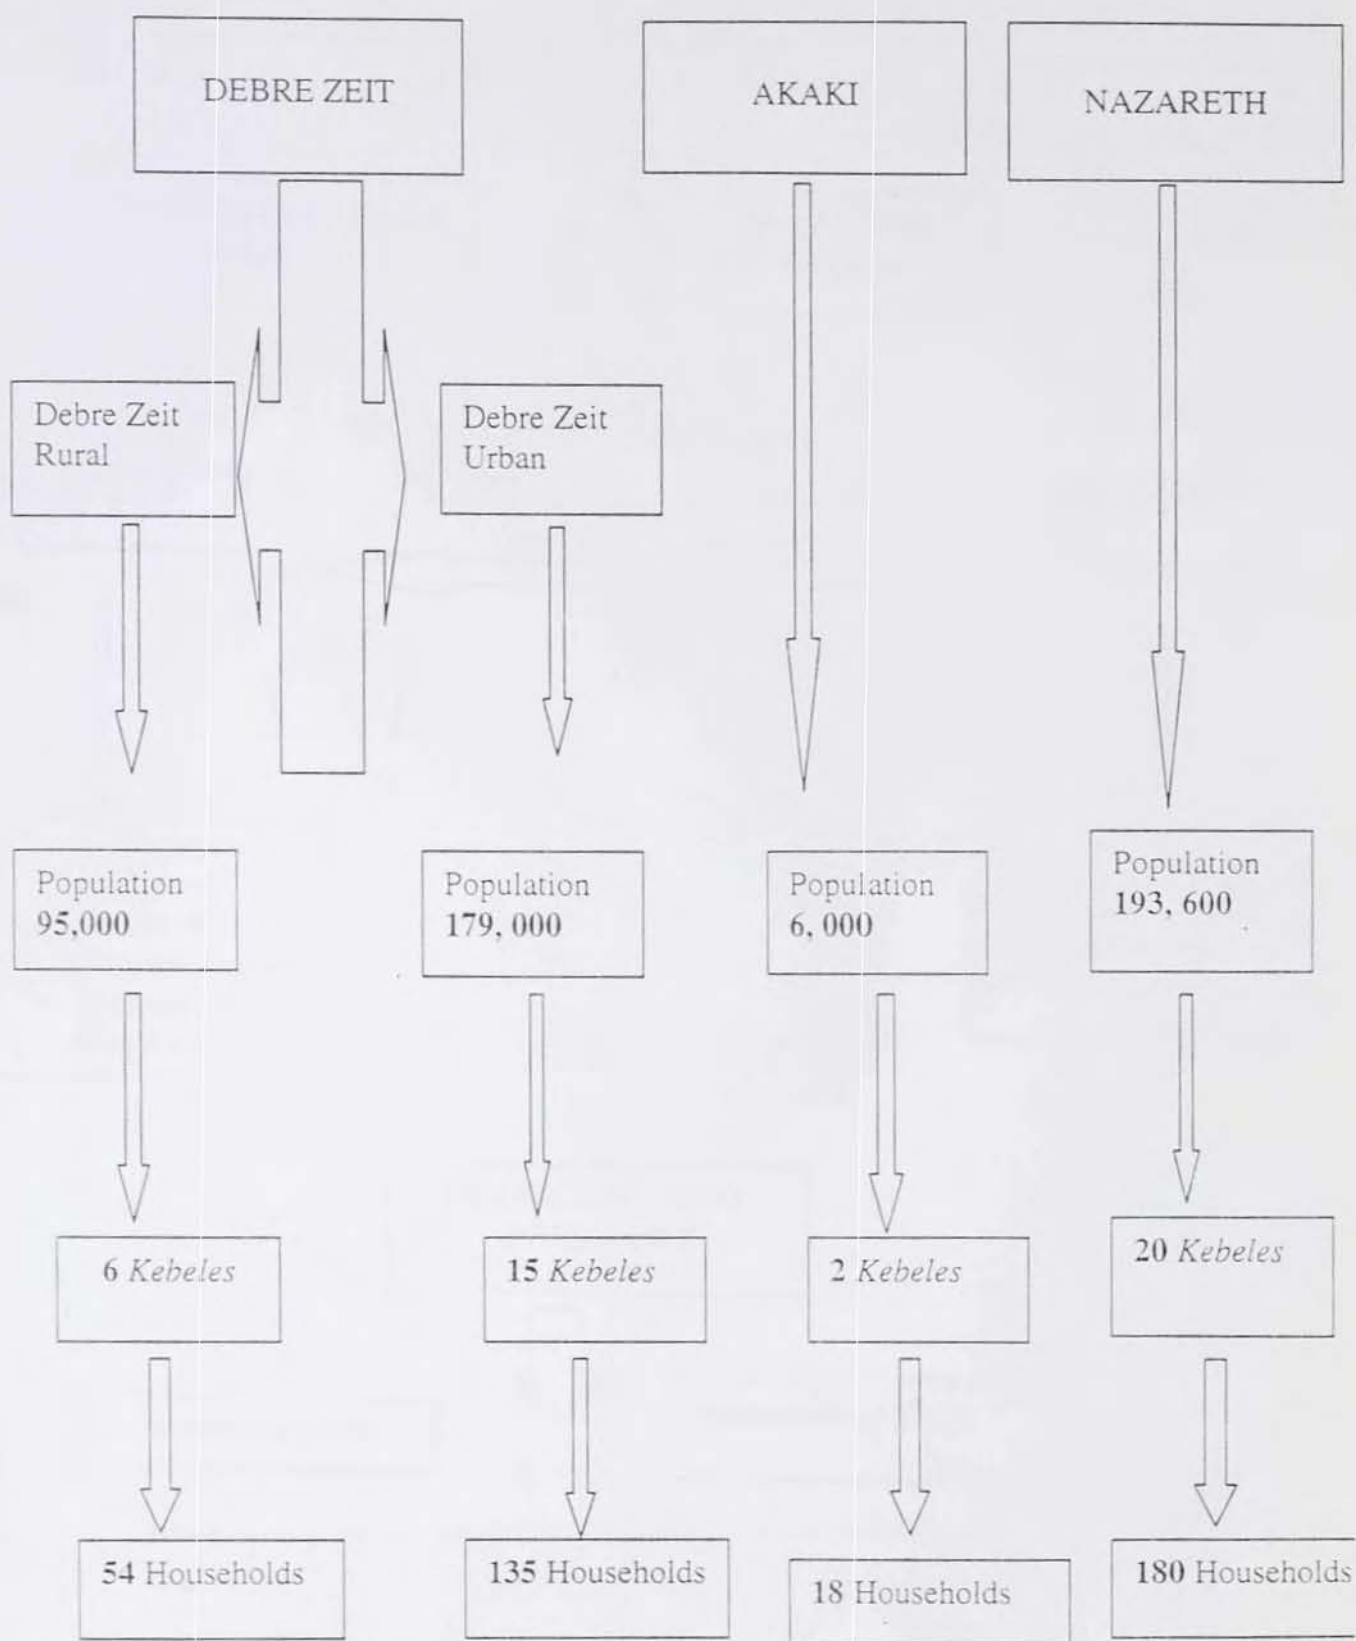 DEBRE ZEIT
AKAKI
NAZARETH
Debre Zeit
Rural
Debre Zeit
Urban
Population
95,000
Population
179, 000
Population
6, 000
Population
193, 600
6 Kebeles
15 Kebeles
2 Kebeles
20 Kebeles
54 Households
135 Households
18 Households
180 Households